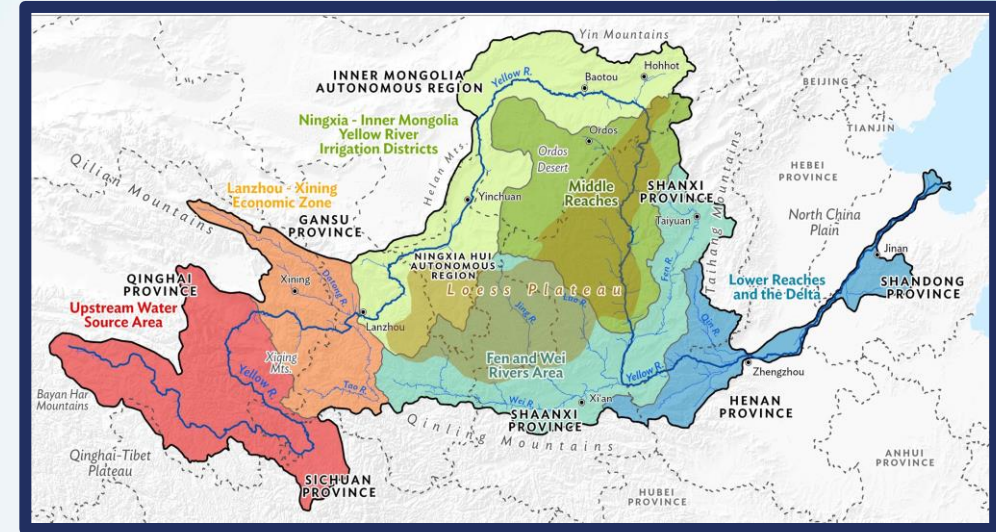 Yin Mountains
Hohhot
Baotou
Yellow R.
INNER MONGOLIA
AUTONOMOUS REGION
BEIJING
Ningxia - Inner Mongolia
Yellow River
Irrigation Districts
Ordos
Ordos
Desert
TIANJIN
Qilian Mountains
Helan Mts.
HEBEI
PROVINCE
Lanzhou - Xining
Economic Zone
Yinchuan
Middle
Reaches
SHANXI
PROVINCE
Taiyuan
Taihang Mountains
North China
Plain
GANSU
PROVINCE
NINGXIA HUI
AUTONOMOUS
REGION
Fen R.
Jinan
QINGHAI
PROVINCE
Xining
Datong R.
Loess Plateau
Lower Reaches
and the Delta
SHANDONG
PROVINCE
Upstream Water
Source Area
Lanzhou
Jing R.
Qin R.
Xiqing
Mts.
Fen and Wei
Rivers Area
Yellow R.
Yellow R.
Zhengzhou
Bayan Har
Mountains
Tao R.
Wei R.
Xi'an
HENAN
PROVINCE
SHAANXI
PROVINCE
Qinling Mountains
Qinghai-Tibet
Plateau
ANHUI
PROVINCE
SICHUAN
PROVINCE
HUBEI
PROVINCE